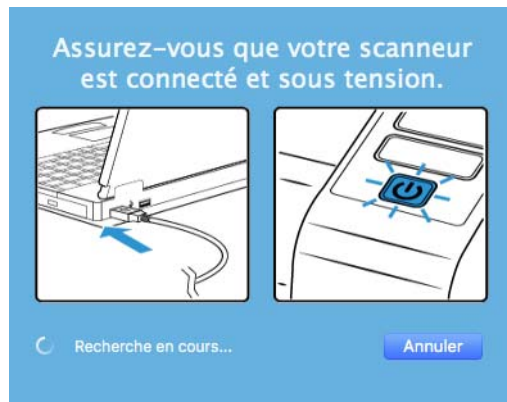 Assurez-vous que votre scanneur
est connecté et sous tension.
Recherche en cours...
Annuler